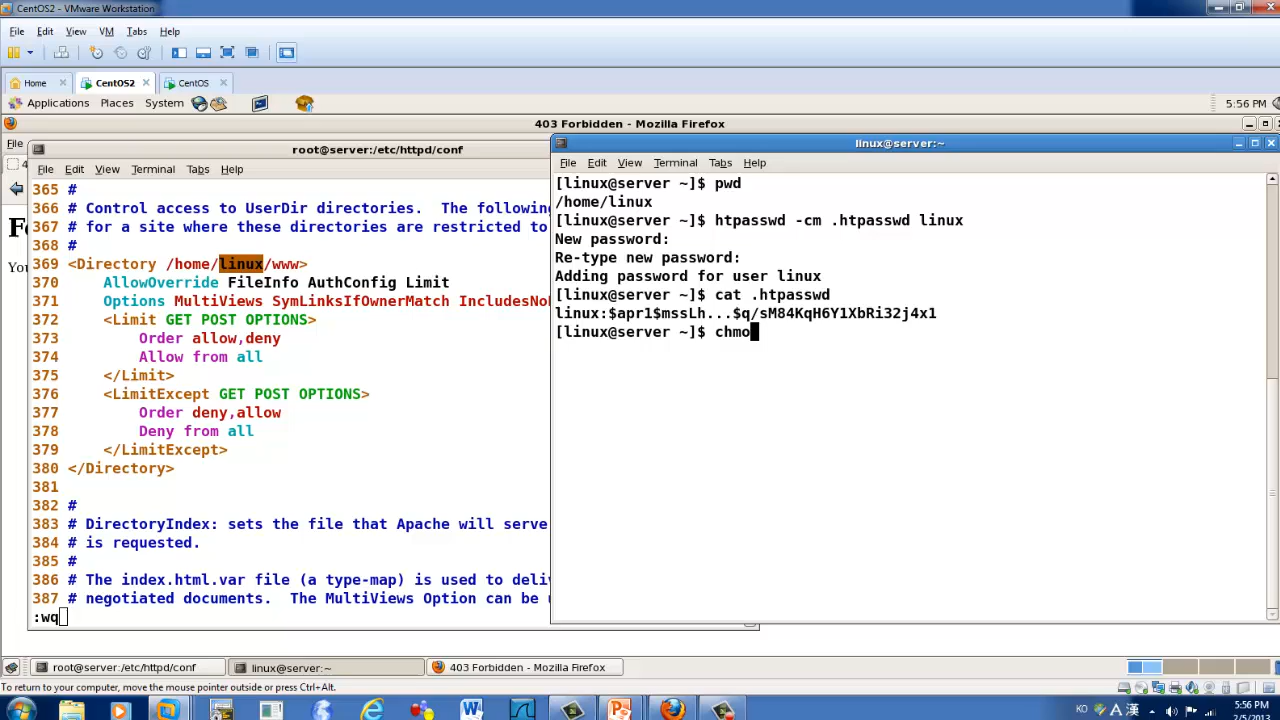 CentOS2 - VMware Workstation
File Edit View VM Tabs Help
Home CentOS2 CentOS
Applications Places System 5:56 PM
403 Forbidden - Mozilla Firefox
File
root@server:/etc/httpd/conf
File Edit View Terminal Tabs Help
365 #
366 # Control access to UserDir directories. The following
367 # for a site where these directories are restricted to
368 #
369 <Directory /home/linux/www>
370 AllowOverride FileInfo AuthConfig Limit
371 Options MultiViews SymLinksIfOwnerMatch IncludesNo
372 <Limit GET POST OPTIONS>
373 Order allow,deny
374 Allow from all
375 </Limit>
376 <LimitExcept GET POST OPTIONS>
377 Order deny,allow
378 Deny from all
379 </LimitExcept>
380 </Directory>
381
382 #
383 # DirectoryIndex: sets the file that Apache will serve
384 # is requested.
385 #
386 # The index.html.var file (a type-map) is used to deli
387 # negotiated documents. The MultiViews Option can be
:wq
linux@server:~
File Edit View Terminal Tabs Help
[linux@server ~]$ pwd
/home/linux
[linux@server ~]$ htpasswd -cm .htpasswd linux
New password:
Re-type new password:
Adding password for user linux
[linux@server ~]$ cat .htpasswd
linux:$apr1$mssLh...$q/sM84KqH6Y1XbRi32j4x1
[linux@server ~]$ chmo
root@server:/etc/httpd/conf linux@server:~ 403 Forbidden - Mozilla Firefox
To return to your computer, move the mouse pointer outside or press Ctrl+Alt.
KO A 漢 5:56 PM
2/5/2013